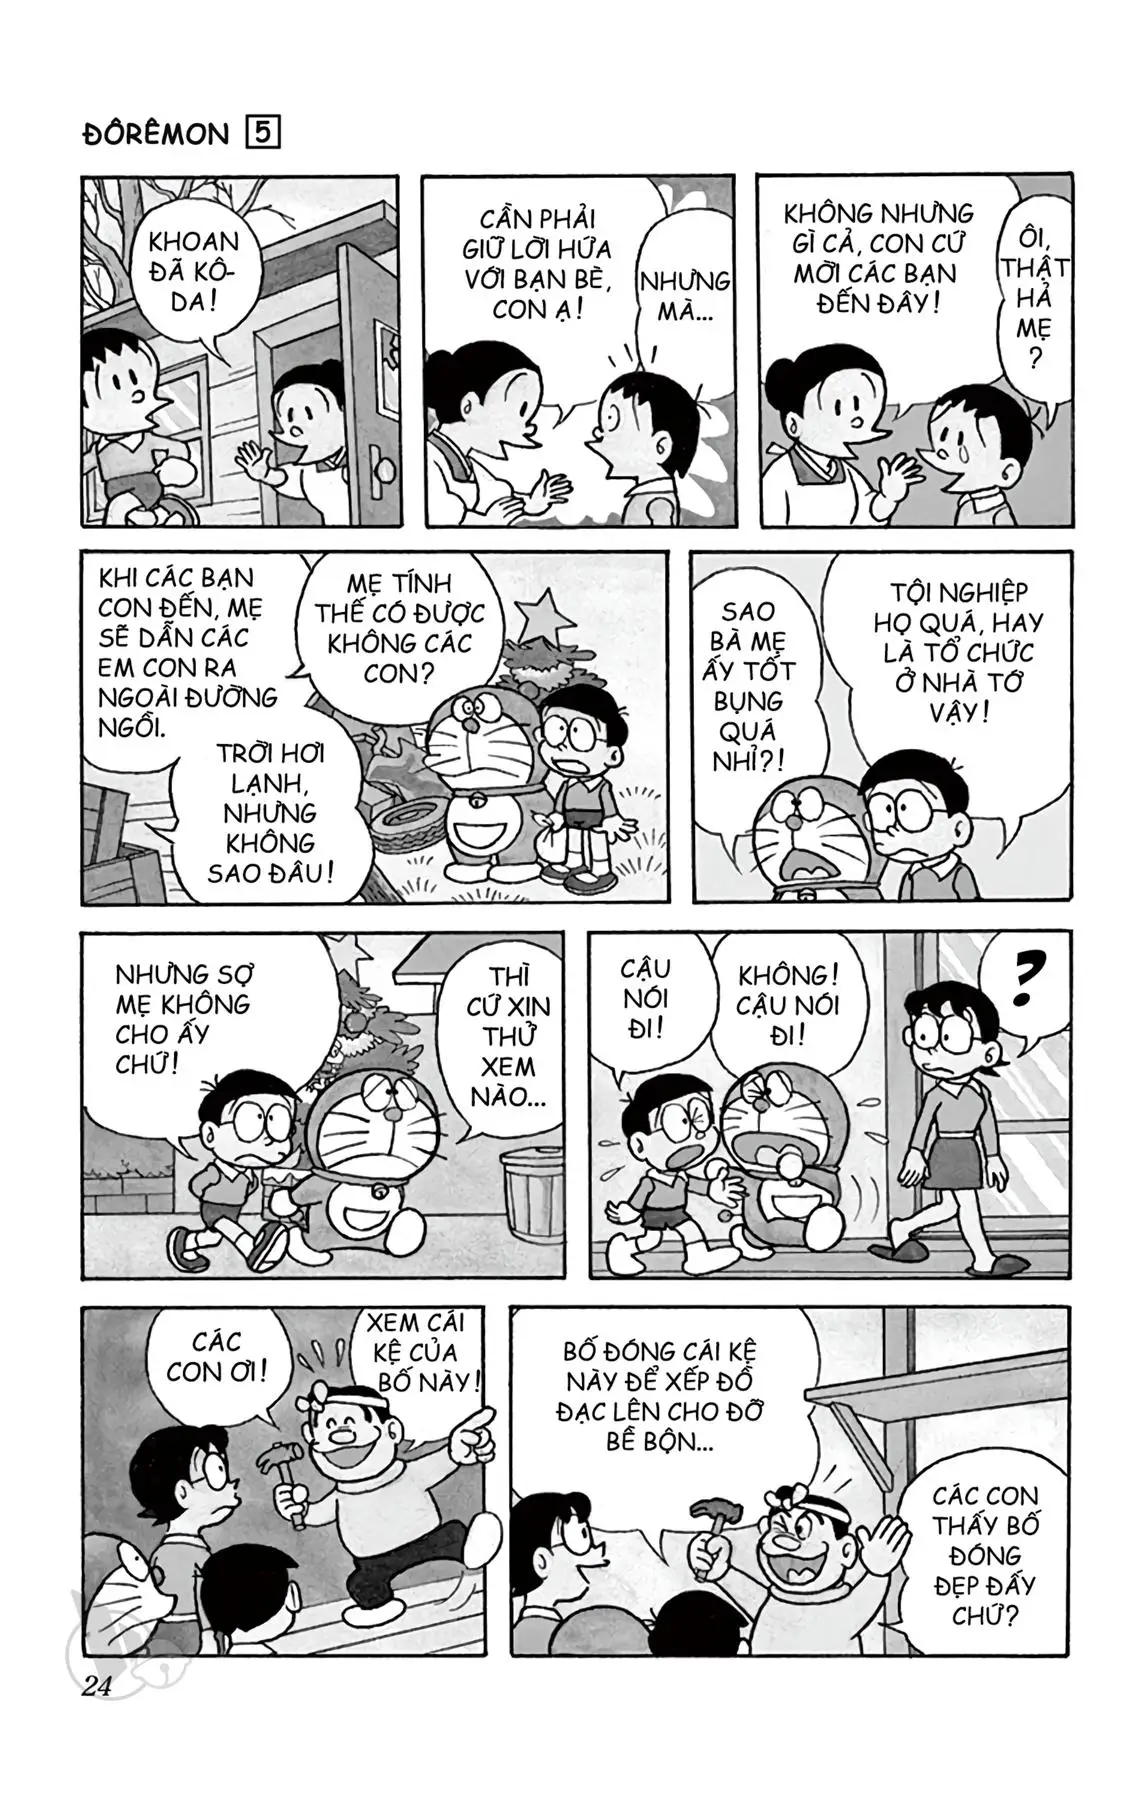 ĐÔRÊMON 5
KHOAN
ĐÃ KÔ-
DA!
CẦN PHẢI
GIỮ LỜI HỨA
VỚI BẠN BÈ,
CON Ạ!
NHƯNG
MÀ...
KHÔNG NHƯNG
GÌ CẢ, CON CỨ
MỜI CÁC BẠN
ĐẾN ĐÂY!
ÔI,
THẬT
HẢ
MẸ
?
KHI CÁC BẠN
CON ĐẾN, MẸ
SẼ DẪN CÁC
EM CON RA
NGOÀI ĐƯỜNG
NGỒI.
MẸ TÍNH
THẾ CÓ ĐƯỢC
KHÔNG CÁC
CON?
TRỜI HƠI
LẠNH,
NHƯNG
KHÔNG
SAO ĐÂU!
SAO
BÀ MẸ
ẤY TỐT
BỤNG
QUÁ
NHỈ?!
TỘI NGHIỆP
HỌ QUÁ, HAY
LÀ TỔ CHỨC
Ở NHÀ TỚ
VẬY!
NHƯNG SỢ
MẸ KHÔNG
CHO ẤY
CHỨ!
THÌ
CỨ XIN
THỬ
XEM
NÀO...
CẬU
NÓI
ĐI!
KHÔNG!
CẬU NÓI
ĐI!
?
CÁC
CON ƠI!
XEM CÁI
KỆ CỦA
BỐ NÀY!
BỐ ĐÓNG CÁI KỆ
NÀY ĐỂ XẾP ĐỒ
ĐẠC LÊN CHO ĐỠ
BỀ BỘN...
CÁC CON
THẤY BỐ
ĐÓNG
ĐẸP ĐẤY
CHỨ?
24